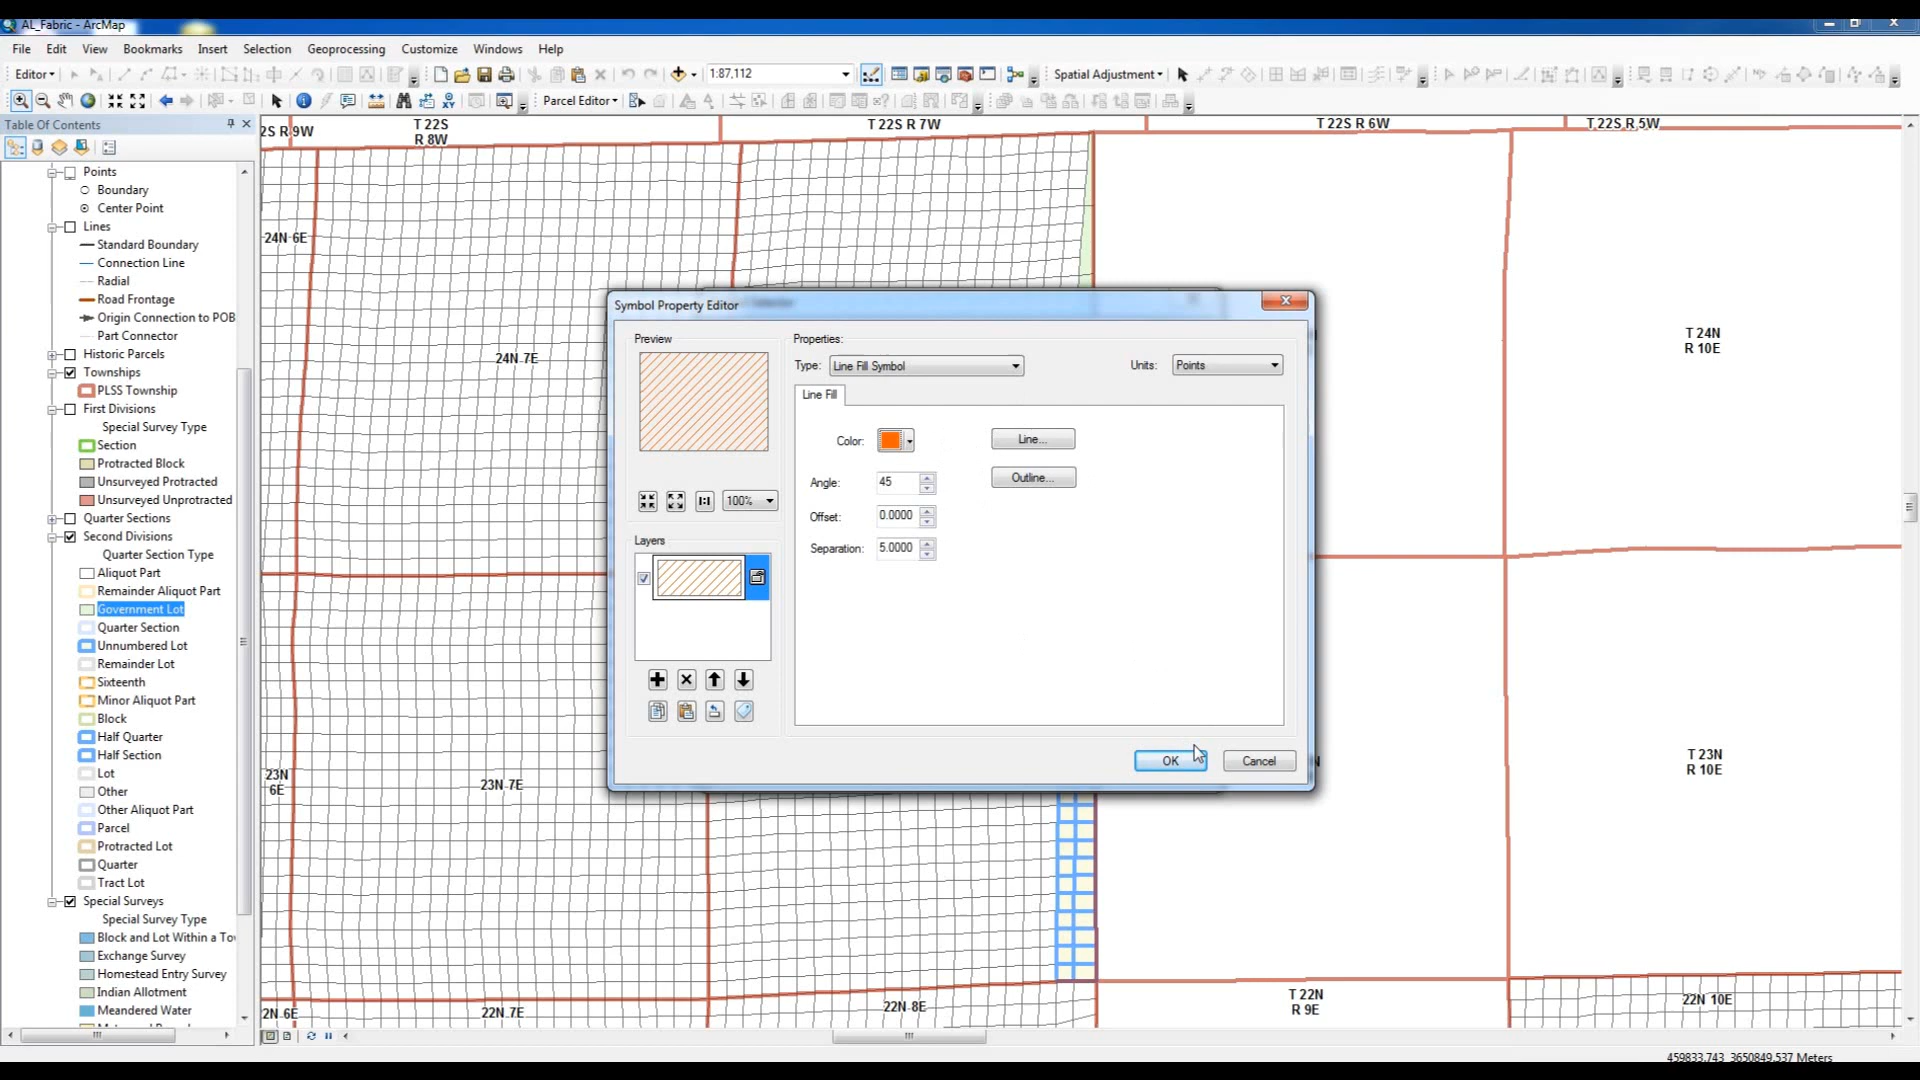 AL_Fabric - ArcMap
File Edit View Bookmarks Insert Selection Geoprocessing Customize Windows Help
Editor 1:87,112 Spatial Adjustment
Parcel Editor
Table Of Contents
Points
Boundary
Center Point
Lines
Standard Boundary
Connection Line
Radial
Road Frontage
Origin Connection to POB
Part Connector
Historic Parcels
Townships
PLSS Township
First Divisions
Special Survey Type
Section
Protracted Block
Unsurveyed Protracted
Unsurveyed Unprotracted
Quarter Sections
Second Divisions
Quarter Section Type
Aliquot Part
Remainder Aliquot Part
Government Lot
Quarter Section
Unnumbered Lot
Remainder Lot
Sixteenth
Minor Aliquot Part
Block
Half Quarter
Half Section
Lot
Other
Other Aliquot Part
Parcel
Protracted Lot
Quarter
Tract Lot
Special Surveys
Special Survey Type
Block and Lot Within a To
Exchange Survey
Homestead Entry Survey
Indian Allotment
Meandered Water
2S R 9W
T 22S
R 8W
T 22S R 7W
T 22S R 6W
T 22S R 5W
24N 6E
24N 7E
T 24N
R 10E
23N
6E
23N 7E
T 23N
R 10E
2N 6E
22N 7E
22N 8E
T 22N
R 9E
22N 10E
Symbol Property Editor
Preview
100%
Layers
Properties:
Type: Line Fill Symbol Units: Points
Line Fill
Color: Line...
Angle: 45 Outline...
Offset: 0.0000
Separation: 5.0000
OK Cancel
459833.743 3650849.537 Meters